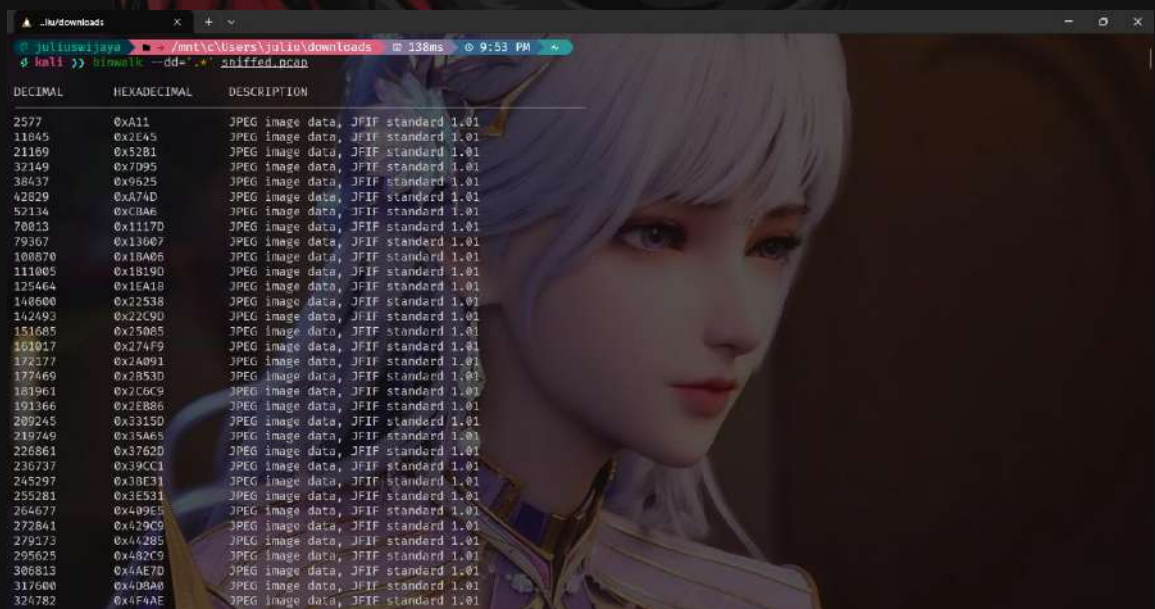 ..liu/downloads
juliuswijaya /mnt\c\Users\juliu\downloads 138ms 9:53 PM
kali binwalk --dd='.*' sniffed.pcap
DECIMAL HEXADECIMAL DESCRIPTION
2577 0xA11 JPEG image data, JFIF standard 1.01
11845 0x2E45 JPEG image data, JFIF standard 1.01
21169 0x52B1 JPEG image data, JFIF standard 1.01
32149 0x7D95 JPEG image data, JFIF standard 1.01
38437 0x9625 JPEG image data, JFIF standard 1.01
42829 0xA74D JPEG image data, JFIF standard 1.01
52134 0xCBA6 JPEG image data, JFIF standard 1.01
70013 0x1117D JPEG image data, JFIF standard 1.01
79367 0x13607 JPEG image data, JFIF standard 1.01
100870 0x18A06 JPEG image data, JFIF standard 1.01
111005 0x1B19D JPEG image data, JFIF standard 1.01
125464 0x1EA18 JPEG image data, JFIF standard 1.01
140600 0x22538 JPEG image data, JFIF standard 1.01
142493 0x22C9D JPEG image data, JFIF standard 1.01
151685 0x25085 JPEG image data, JFIF standard 1.01
161017 0x274F9 JPEG image data, JFIF standard 1.01
172177 0x2A091 JPEG image data, JFIF standard 1.01
177469 0x2B53D JPEG image data, JFIF standard 1.01
181961 0x2C6C9 JPEG image data, JFIF standard 1.01
191366 0x2EB86 JPEG image data, JFIF standard 1.01
209245 0x3315D JPEG image data, JFIF standard 1.01
219749 0x35A65 JPEG image data, JFIF standard 1.01
226861 0x3762D JPEG image data, JFIF standard 1.01
236737 0x39CC1 JPEG image data, JFIF standard 1.01
245297 0x3BE31 JPEG image data, JFIF standard 1.01
255281 0x3E531 JPEG image data, JFIF standard 1.01
264677 0x409E5 JPEG image data, JFIF standard 1.01
272841 0x429C9 JPEG image data, JFIF standard 1.01
279173 0x44285 JPEG image data, JFIF standard 1.01
295625 0x482C9 JPEG image data, JFIF standard 1.01
306813 0x4AE7D JPEG image data, JFIF standard 1.01
317600 0x4D8A0 JPEG image data, JFIF standard 1.01
324782 0x4F4AE JPEG image data, JFIF standard 1.01